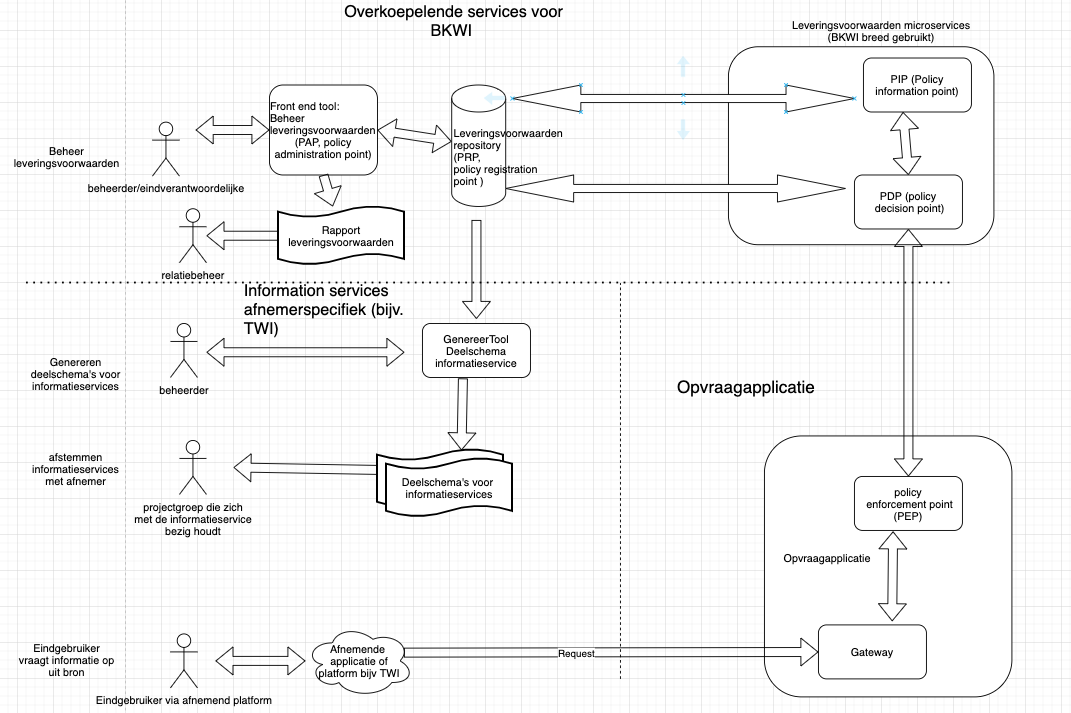 Overkoepelende services voor
BKWI
Leveringsvoorwaarden microservices
(BKWI breed gebruikt)
PIP (Policy
information point)
Front end tool:
Beheer
leveringsvoorwaarden
(PAP, policy
administration point)
Leveringsvoorwaarden
repository
(PRP,
policy registration
point )
Beheer
leveringsvoorwaarden
beheerder/eindverantwoordelijke
PDP (policy
decision point)
Rapport
leveringsvoorwaarden
relatiebeheer
Information services
afnemerspecifiek (bijv.
TWI)
GenereerTool
Deelschema
informatieservice
Genereren
deelschema's voor
informatieservices
beheerder
Opvraagapplicatie
afstemmen
informatieservices
met afnemer
Deelschema's voor
informatieservices
projectgroep die zich
met de informatieservice
bezig houdt
policy
enforcement point
(PEP)
Opvraagapplicatie
Eindgebruiker
vraagt informatie op
uit bron
Afnemende
applicatie of
platform bijv TWI
Request
Gateway
Eindgebruiker via afnemend platform